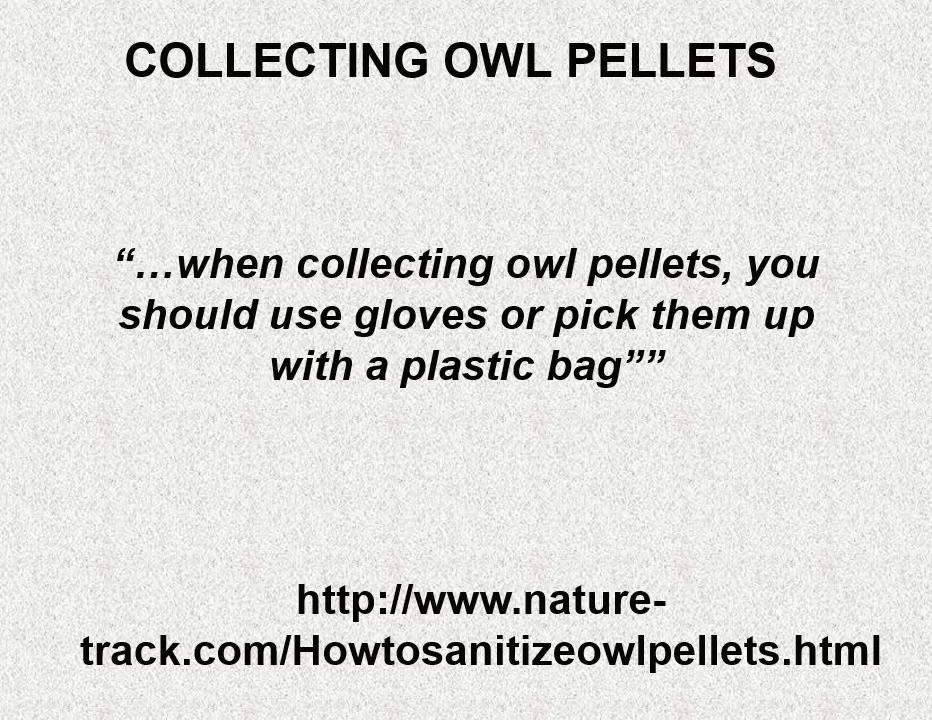 COLLECTING OWL PELLETS
“…when collecting owl pellets, you
should use gloves or pick them up
with a plastic bag””
http://www.nature-
track.com/Howtosanitizeowlpellets.html